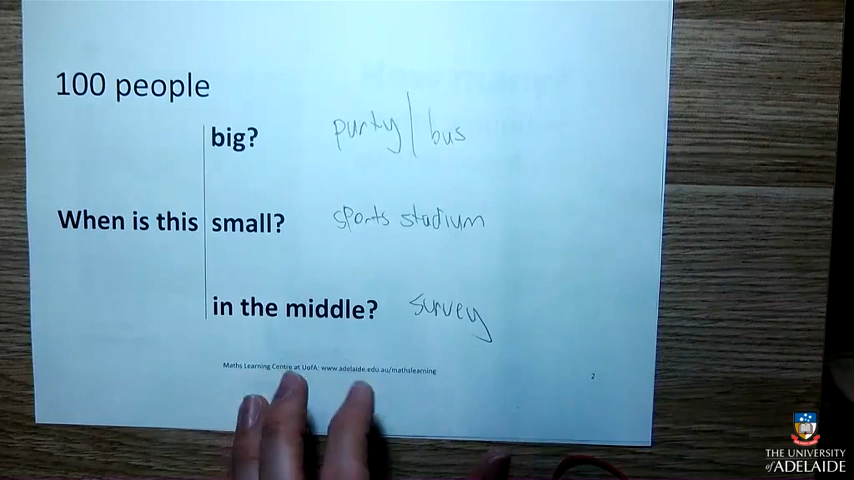 100 people
big? party | bus
When is this small? sports stadium
in the middle? survey
Maths Learning Centre at UofA: www.adelaide.edu.au/mathslearning
2
THE UNIVERSITY
of ADELAIDE